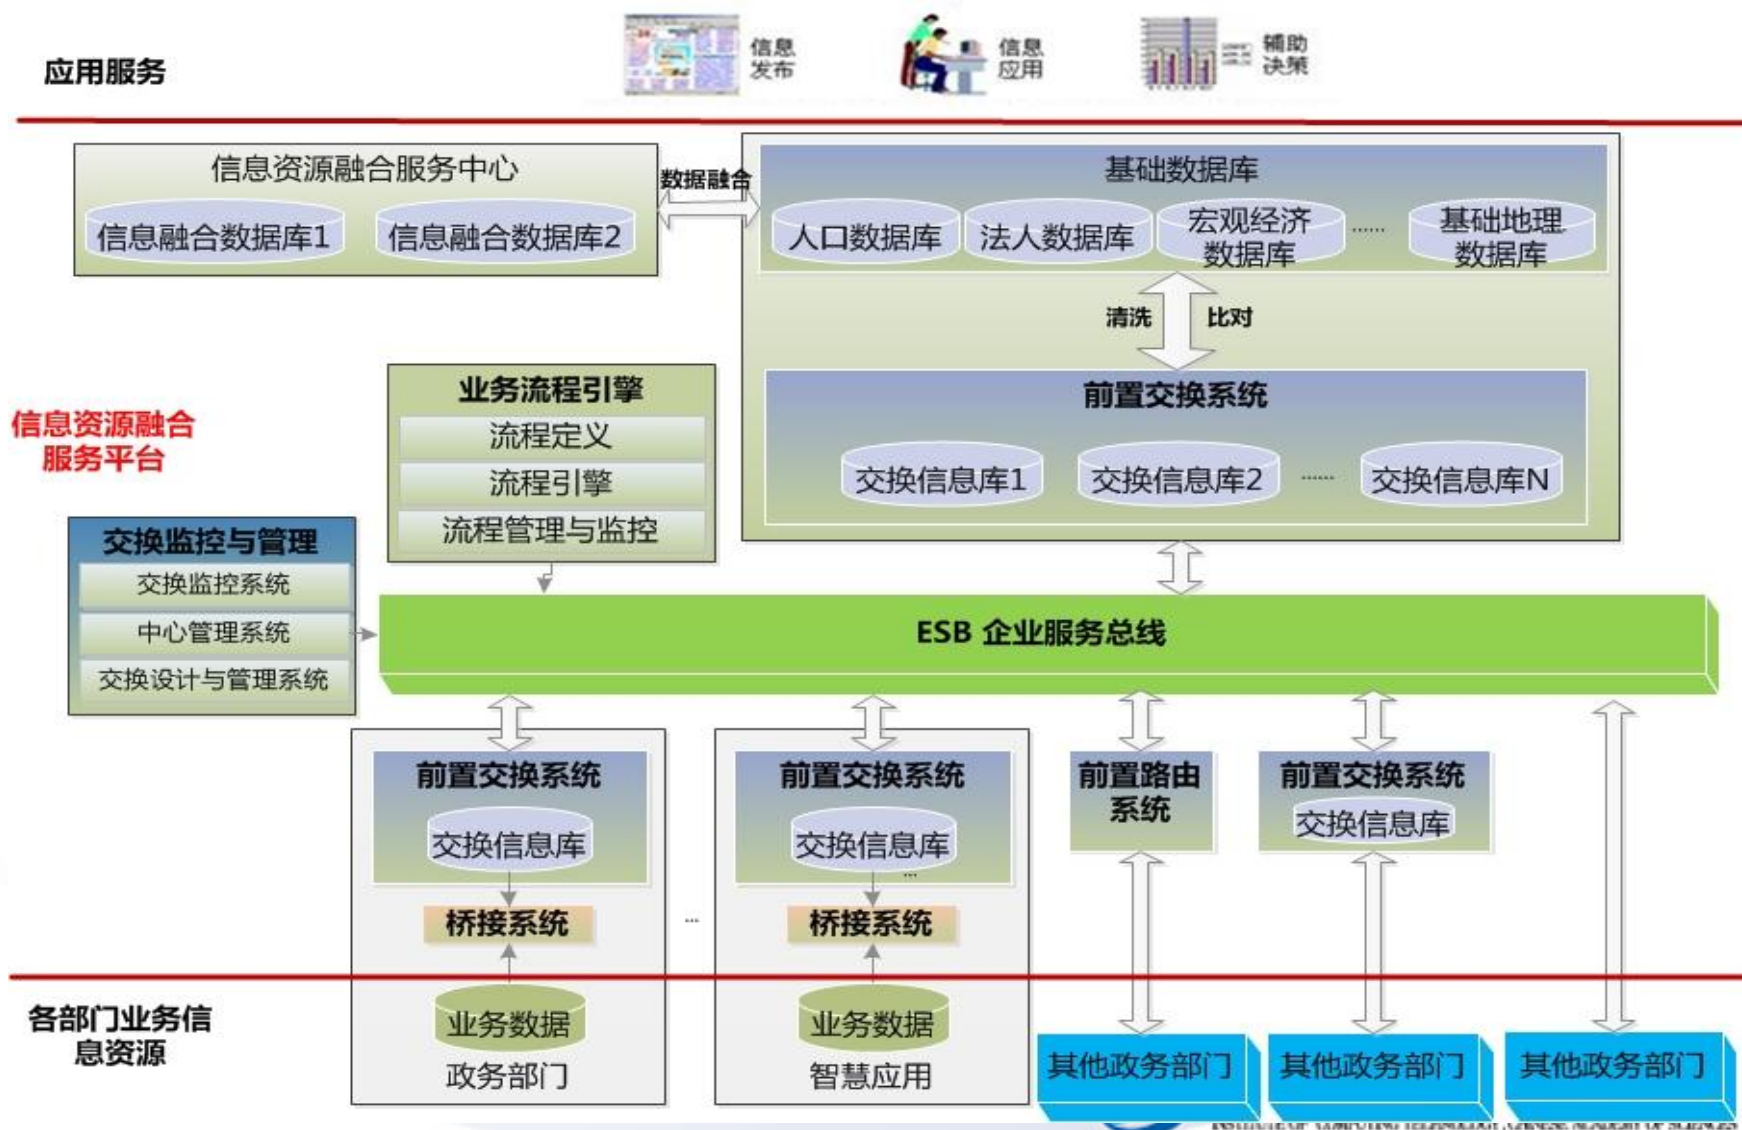 应用服务
信息
发布
信息
应用
辅助
决策
信息资源融合服务中心
信息融合数据库1
信息融合数据库2
数据融合
基础数据库
人口数据库
法人数据库
宏观经济
数据库
......
基础地理
数据库
清洗
比对
前置交换系统
交换信息库1
交换信息库2
......
交换信息库N
信息资源融合
服务平台
业务流程引擎
流程定义
流程引擎
流程管理与监控
交换监控与管理
交换监控系统
中心管理系统
交换设计与管理系统
ESB 企业服务总线
前置交换系统
交换信息库
桥接系统
...
前置交换系统
交换信息库
...
桥接系统
前置路由
系统
前置交换系统
交换信息库
各部门业务信
息资源
业务数据
政务部门
业务数据
智慧应用
其他政务部门
其他政务部门
其他政务部门
INSTITUTE OF COMPUTING TECHNOLOGY, CHINESE ACADEMY OF SCIENCES